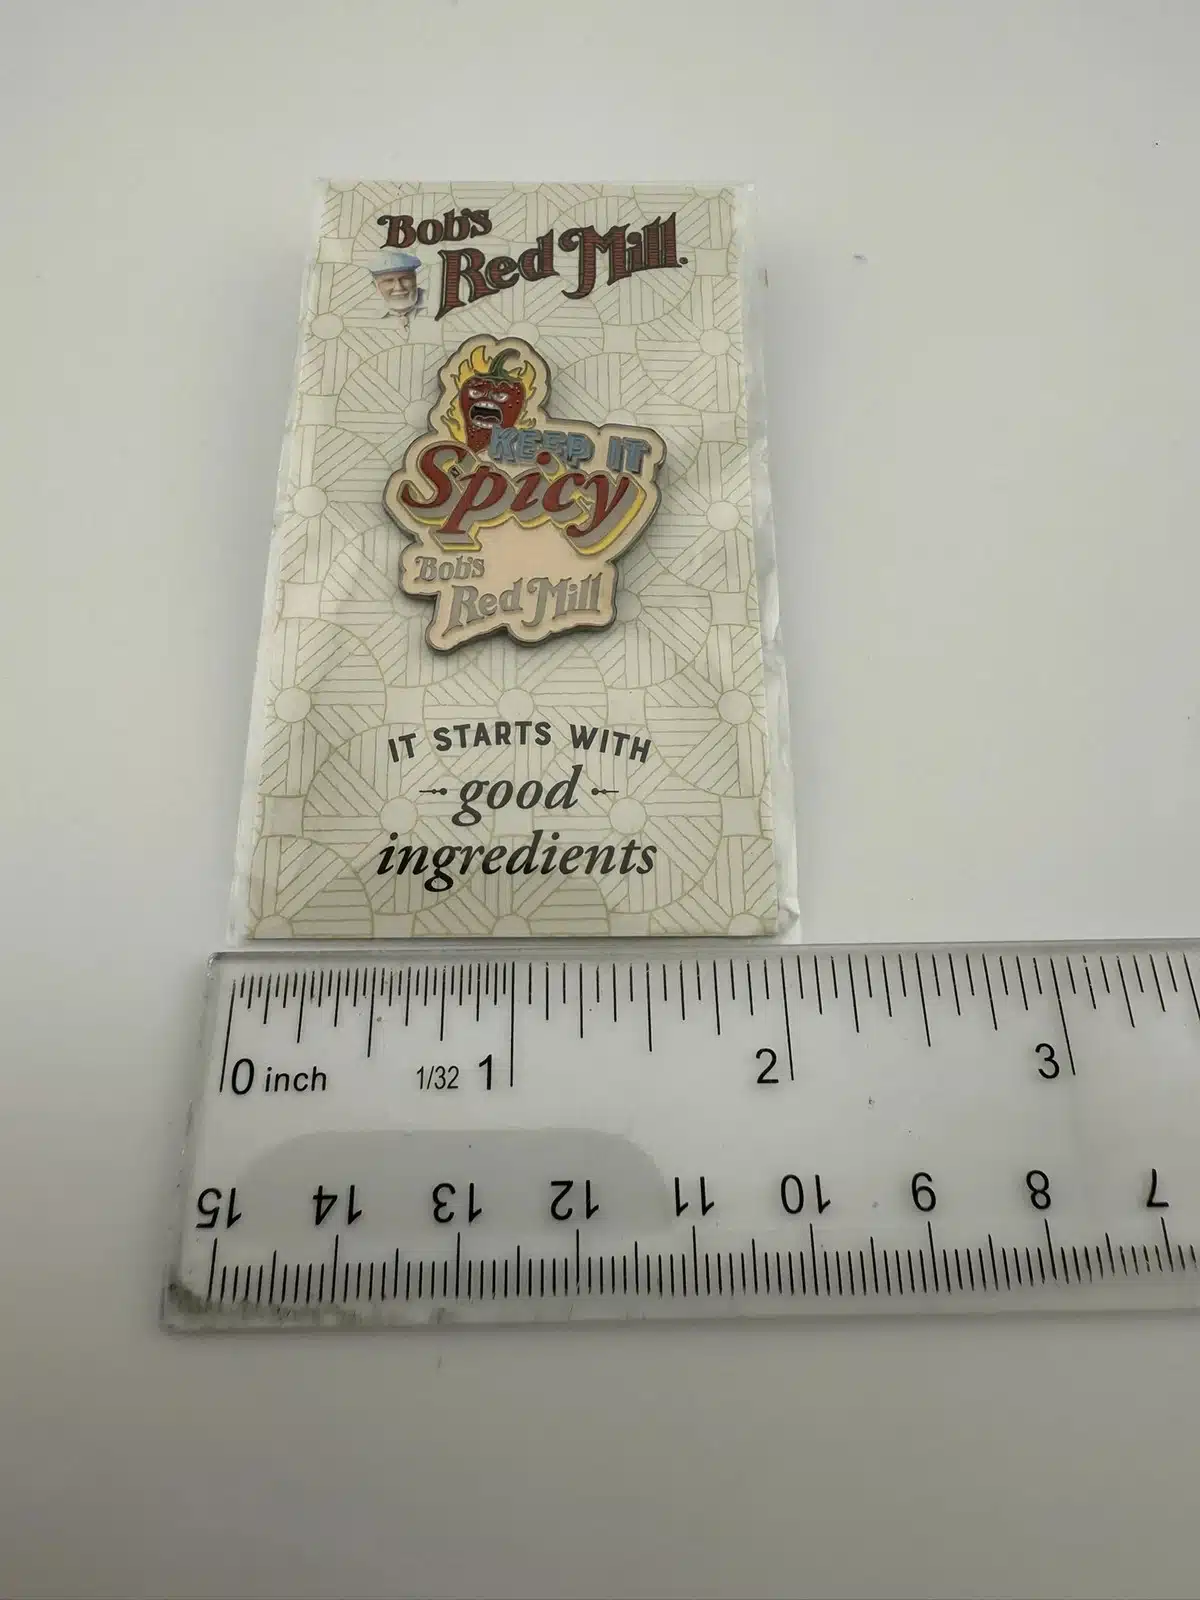 Bob's
Red Mill.
KEEP IT
Spicy
Bob's
Red Mill
IT STARTS WITH
good
ingredients
0 inch 1/32 1 2 3
15 14 13 12 11 10 9 8 7